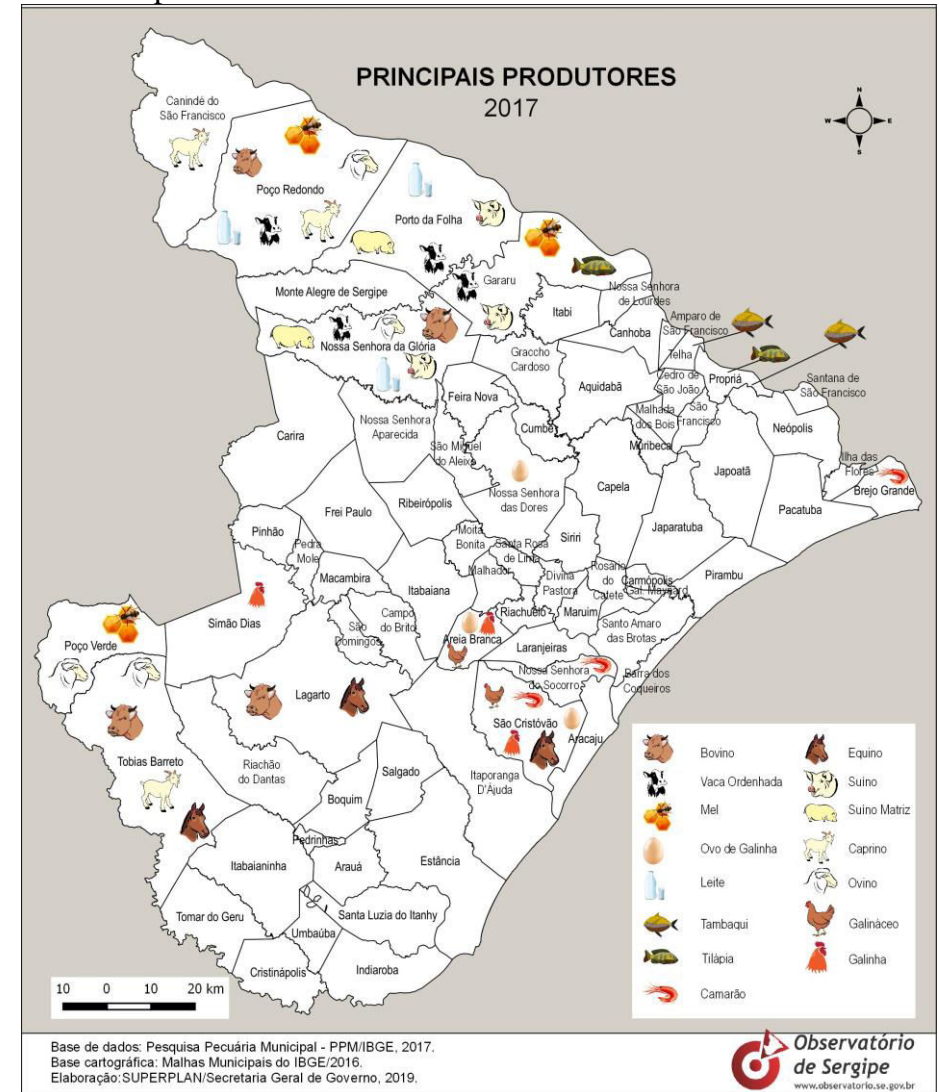 PRINCIPAIS PRODUTORES
2017
N
W
E
S
Canindé do
São Francisco
Poço Redondo
Porto da Folha
Monte Alegre de Sergipe
Gararu
Nossa Senhora
de Lourdes
Itabi
Amparo de
São Francisco
Canhoba
Nossa Senhora da Glória
Graccho
Cardoso
Telha
Cedro de
São João
Propriá
Santana de
São Francisco
Aquidabã
Feira Nova
Malhada
dos Bois
São
Francisco
Neópolis
Nossa Senhora
Aparecida
Cumbe
Muribeca
São Miguel
do Aleixo
Carira
Ilha das
Flores
Japoatã
Brejo Grande
Nossa Senhora
das Dores
Capela
Ribeirópolis
Pacatuba
Frei Paulo
Pinhão
Moita
Bonita
Santa Rosa
de Lima
Siriri
Japaratuba
Pedra
Mole
Malhador
Macambira
Itabaiana
Divina
Pastora
Rosário
do
Catete
Carmópolis
Gal. Maynard
Pirambu
Simão Dias
Campo
do Brito
Riachuelo
Maruim
São
Domingos
Areia Branca
Santo Amaro
das Brotas
Poço Verde
Laranjeiras
Nossa Senhora
do Socorro
Barra dos
Coqueiros
Lagarto
São Cristóvão
Aracaju
Tobias Barreto
Riachão
do Dantas
Salgado
Itaporanga
D'Ájuda
Boquim
Pedrinhas
Itabaianinha
Arauá
Estância
Tomar do Geru
Santa Luzia do Itanhy
Umbaúba
Cristinápolis
Indiaroba
Bovino
Equino
Vaca Ordenhada
Suino
Mel
Suino Matriz
Ovo de Galinha
Caprino
Leite
Ovino
Tambaqui
Galináceo
Tilápia
Galinha
Camarão
10 0 10 20 km
Base de dados: Pesquisa Pecuária Municipal - PPM/IBGE, 2017.
Base cartográfica: Malhas Municipais do IBGE/2016.
Elaboração:SUPERPLAN/Secretaria Geral de Governo, 2019.
Observatório
de Sergipe
www.observatorio.se.gov.br